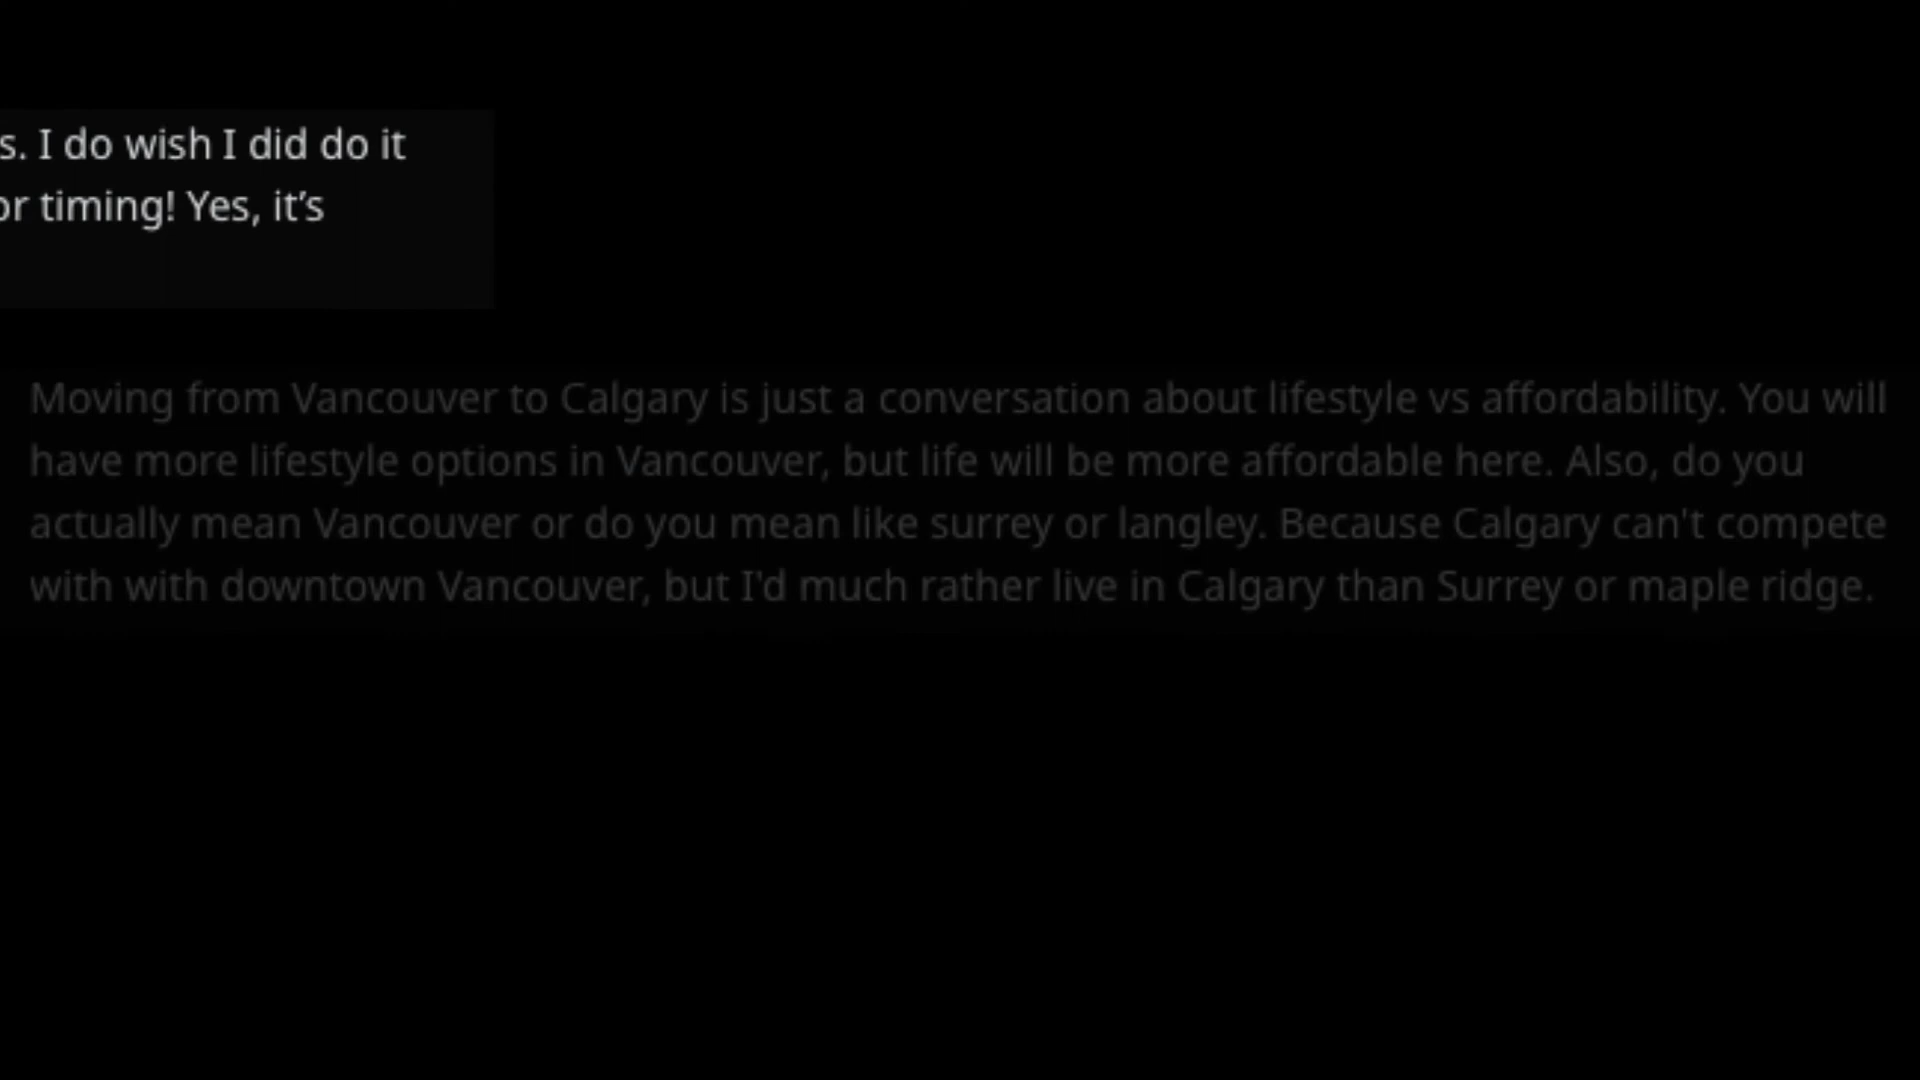 s. I do wish I did do it
or timing! Yes, it’s
Moving from Vancouver to Calgary is just a conversation about lifestyle vs affordability. You will
have more lifestyle options in Vancouver, but life will be more affordable here. Also, do you
actually mean Vancouver or do you mean like surrey or langley. Because Calgary can't compete
with with downtown Vancouver, but I'd much rather live in Calgary than Surrey or maple ridge.